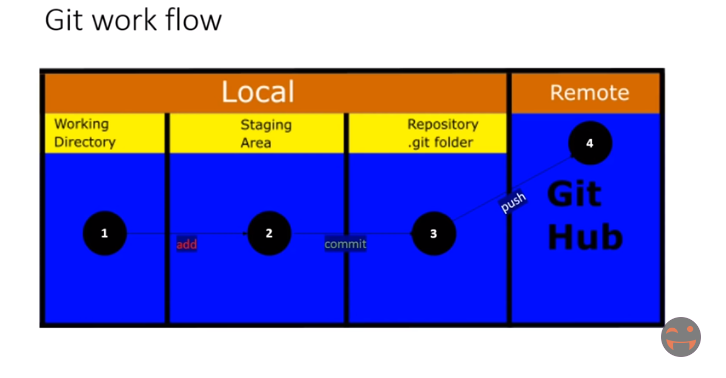 Git work flow
Local
Remote
Working
Directory
Staging
Area
Repository
.git folder
1
2
3
4
add
commit
push
Git
Hub